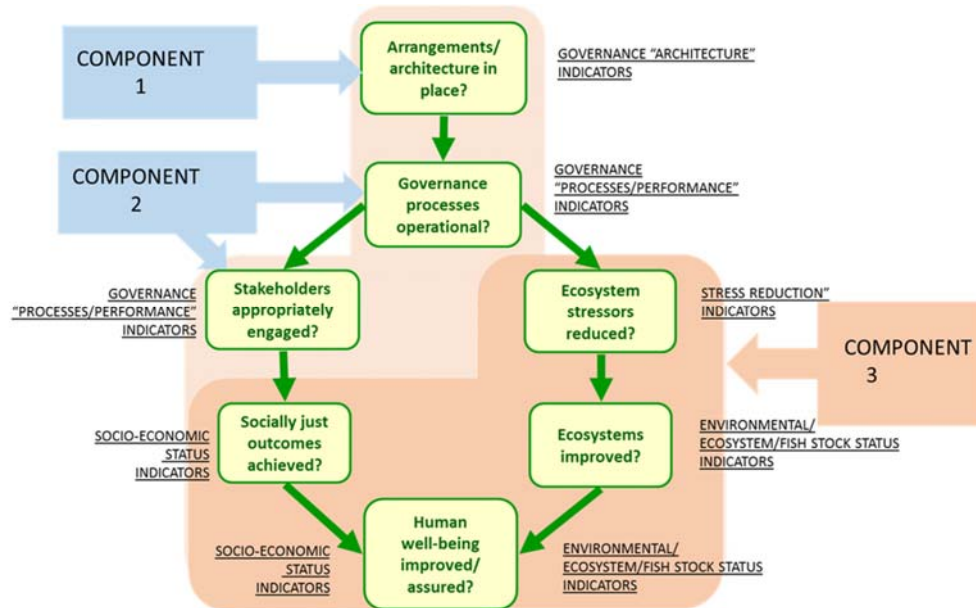 COMPONENT
1
Arrangements/
architecture in
place?
GOVERNANCE "ARCHITECTURE"
INDICATORS
COMPONENT
2
Governance
processes
operational?
GOVERNANCE
"PROCESSES/PERFORMANCE"
INDICATORS
GOVERNANCE
"PROCESSES/PERFORMANCE"
INDICATORS
Stakeholders
appropriately
engaged?
Ecosystem
stressors
reduced?
STRESS REDUCTION"
INDICATORS
COMPONENT
3
SOCIO-ECONOMIC
STATUS
INDICATORS
Socially just
outcomes
achieved?
Ecosystems
improved?
ENVIRONMENTAL/
ECOSYSTEM/FISH STOCK STATUS
INDICATORS
SOCIO-ECONOMIC
STATUS
INDICATORS
Human
well-being
improved/
assured?
ENVIRONMENTAL/
ECOSYSTEM/FISH STOCK STATUS
INDICATORS